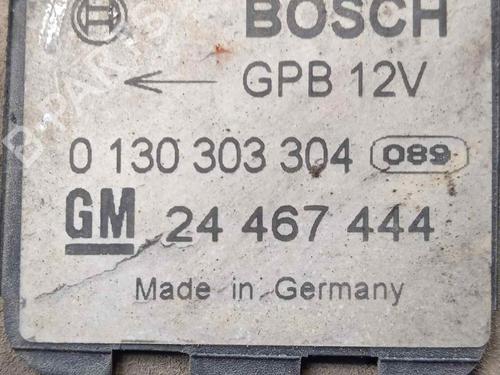 BOSCH
← GPB 12V
0 130 303 304 089
GM 24 467 444
Made in Germany